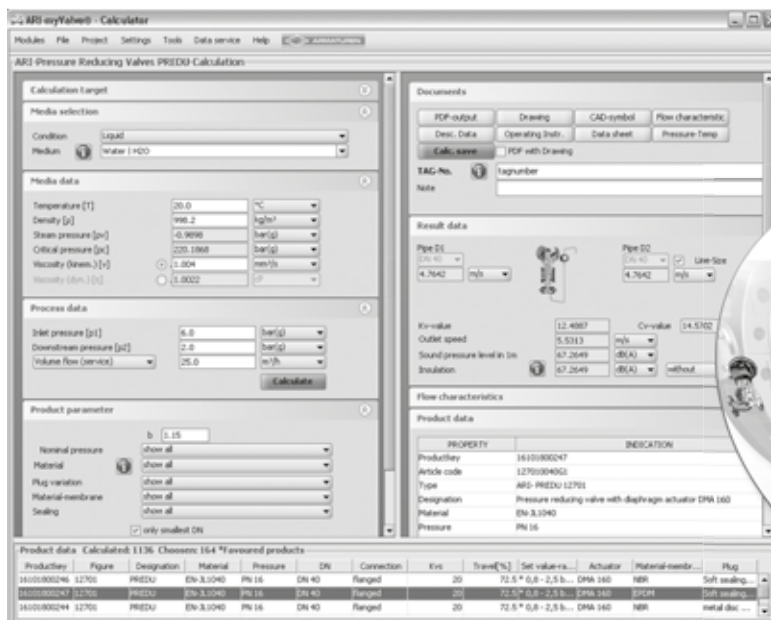 ARI-myValve® - Calculator
Modules File Project Settings Tools Data service Help
ARI-Pressure Reducing Valves PREDU Calculation
Calculation target
Media selection
Condition Liquid
Medium Water | H2O
Media data
Temperature [T] 20.0 °C
Density [ρ] 998.2 kg/m³
Steam pressure [pv] -0.9898 bar(g)
Critical pressure [pc] 220.1868 bar(g)
Viscosity (kinem.) [ν] 1.004 mm²/s
Viscosity (dyn.) 1.0022 cP
Process data
Inlet pressure [p1] 6.0 bar(g)
Downstream pressure [p2] 2.0 bar(g)
Volume flow (service) 25.0 m³/h
Calculate
Product parameter
b 1.15
Nominal pressure show all
Material show all
Plug variation show all
Material-membrane show all
Sealing show all
only smallest DN
Documents
PDF-output Drawing CAD-symbol Flow characteristic
Desc. Data Operating Instr. Data sheet Pressure-Temp
Calc. save PDF with Drawing
TAG-No. tagnumber
Note
Result data
Pipe D1 Pipe D2
DN 40 DN 40 Line-Size
4.7642 m/s 4.7642 m/s
Kv-value 12.4887 Cv-value 14.5702
Outlet speed 5.5313 m/s
Sound pressure level in 1m 67.2649 dB(A)
Insulation 67.2649 dB(A) without
Flow characteristics
Product data
PROPERTY INDICATION
Productkey 16101800247
Article code
Type ARI- PREDU 12701
Designation Pressure reducing valve with diaphragm actuator DMA 160
Material EN-JL1040
Pressure PN 16
Product data Calculated: 1136 Choosen: 164 *Favoured products
Productkey Figure Designation Material Pressure DN Connection Kvs Travel[%] Set value-ra... Actuator Material-membr... Plug
16101800246 12701 PREDU EN-JL1040 PN 16 DN 40 flanged 20 72.5 * 0,8 - 2,5 b... DMA 160 NBR Soft sealing,...
16101800247 12701 PREDU EN-JL1040 PN 16 DN 40 flanged 20 72.5 * 0,8 - 2,5 b... DMA 160 EPDM Soft sealing,...
16101800244 12701 PREDU EN-JL1040 PN 16 DN 40 flanged 20 72.5 * 0,8 - 2,5 b... DMA 160 NBR metal disc ...